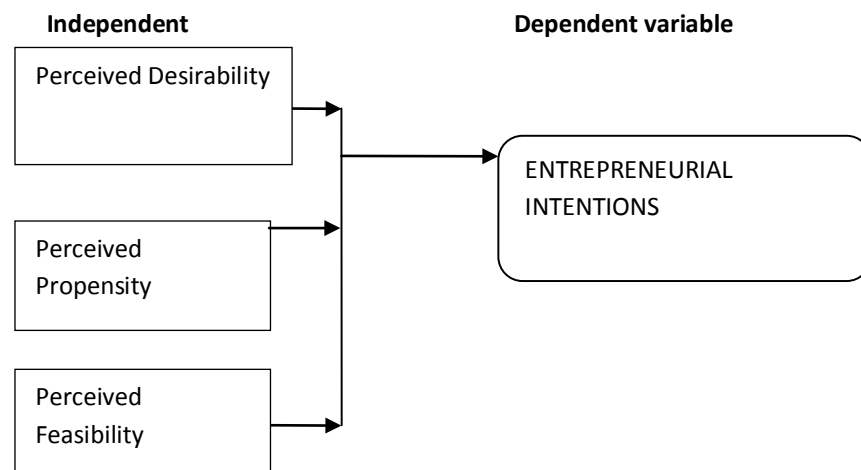 Independent
Dependent variable
Perceived Desirability
ENTREPRENEURIAL
INTENTIONS
Perceived
Propensity
Perceived
Feasibility